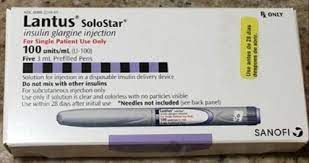 Lantus® SoloStar®
℞ ONLY
insulin glargine injection
For Single Patient Use Only
100 units/mL (U-100)
Five 3 mL Prefilled Pens
Use antes de 28 días
después de abrir.
Solution for injection in a disposable insulin delivery device
Do not mix with other insulins
For subcutaneous injection only
Use only if solution is clear and colorless with no particles visible
Use within 28 days after initial use
*Needles not included (see back panel)
SANOFI